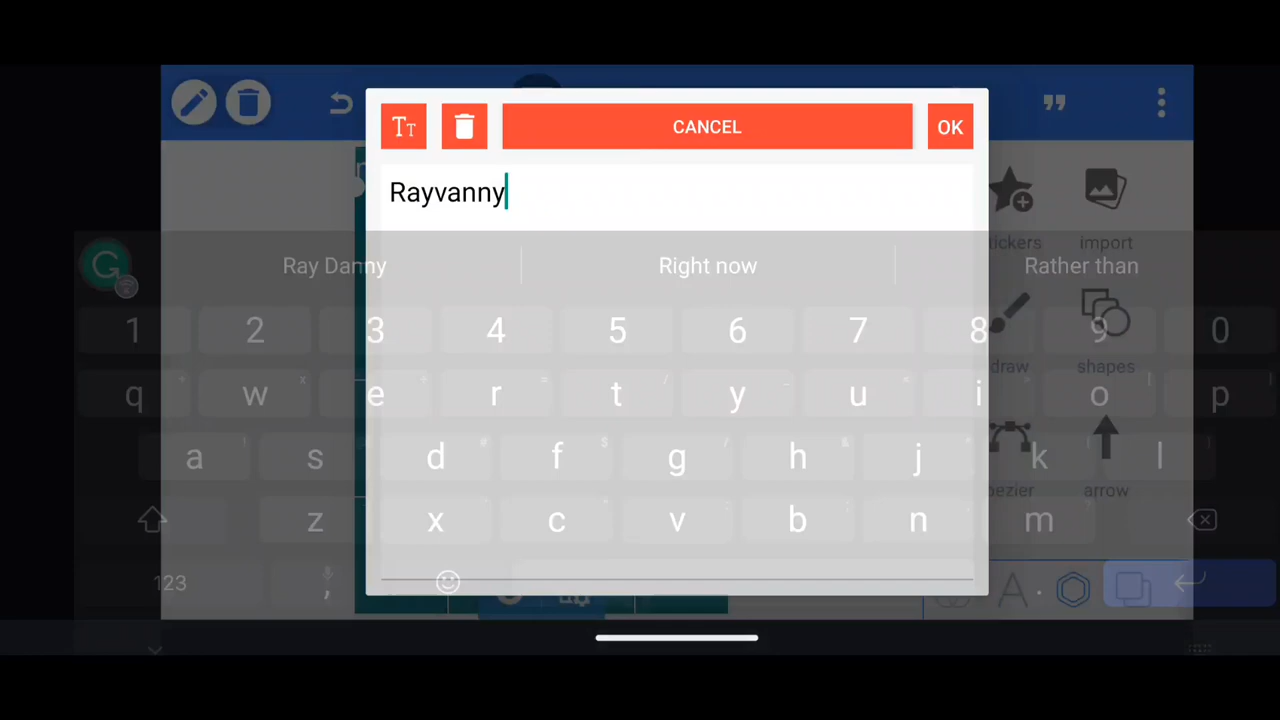 TT
CANCEL
OK
Rayvanny
stickers
import
Ray Danny
Right now
Rather than
1 2 3 4 5 6 7 8 9 0
draw
shapes
q w e r t y u i o p
a s d f g h j k l
bezier
arrow
z x c v b n m
123 , A .